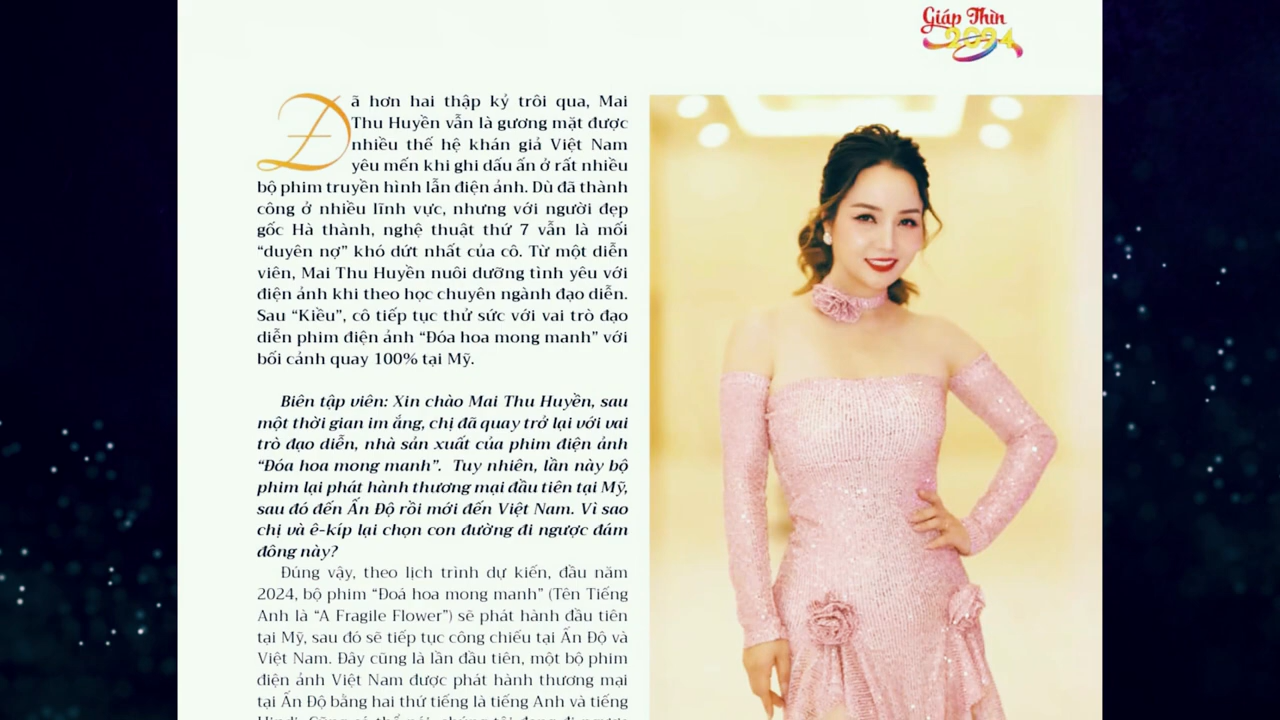 Giáp Thìn
2024
Đã hơn hai thập kỷ trôi qua, Mai
Thu Huyền vẫn là gương mặt được
nhiều thế hệ khán giả Việt Nam
yêu mến khi ghi dấu ấn ở rất nhiều
bộ phim truyền hình lẫn điện ảnh. Dù đã thành
công ở nhiều lĩnh vực, nhưng với người đẹp
gốc Hà thành, nghệ thuật thứ 7 vẫn là mối
“duyên nợ” khó dứt nhất của cô. Từ một diễn
viên, Mai Thu Huyền nuôi dưỡng tình yêu với
điện ảnh khi theo học chuyên ngành đạo diễn.
Sau “Kiều”, cô tiếp tục thử sức với vai trò đạo
diễn phim điện ảnh “Đóa hoa mong manh” với
bối cảnh quay 100% tại Mỹ.
Biên tập viên: Xin chào Mai Thu Huyền, sau
một thời gian im ắng, chị đã quay trở lại với vai
trò đạo diễn, nhà sản xuất của phim điện ảnh
“Đóa hoa mong manh”. Tuy nhiên, lần này bộ
phim lại phát hành thương mại đầu tiên tại Mỹ,
sau đó đến Ấn Độ rồi mới đến Việt Nam. Vì sao
chị và ê-kíp lại chọn con đường đi ngược đám
đông này?
Đúng vậy, theo lịch trình dự kiến, đầu năm
2024, bộ phim “Đoá hoa mong manh” (Tên Tiếng
Anh là “A Fragile Flower”) sẽ phát hành đầu tiên
tại Mỹ, sau đó sẽ tiếp tục công chiếu tại Ấn Độ và
Việt Nam. Đây cũng là lần đầu tiên, một bộ phim
điện ảnh Việt Nam được phát hành thương mại
tại Ấn Độ bằng hai thứ tiếng là tiếng Anh và tiếng